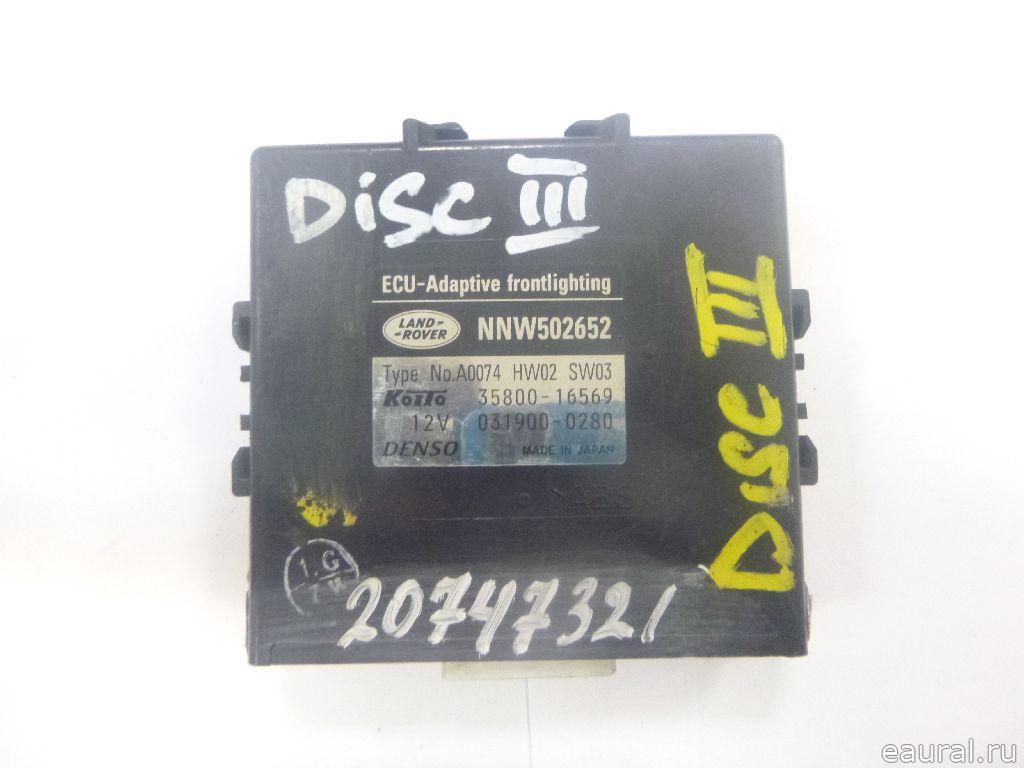 DiSC III
ECU-Adaptive frontlighting
LAND-
-ROVER
NNW502652
Type No.A0074 HW02 SW03
KOITO 35800-16569
12V 031900-0280
DENSO MADE IN JAPAN
>ABS<
DiSC III
1 G
20747321
eaural.ru